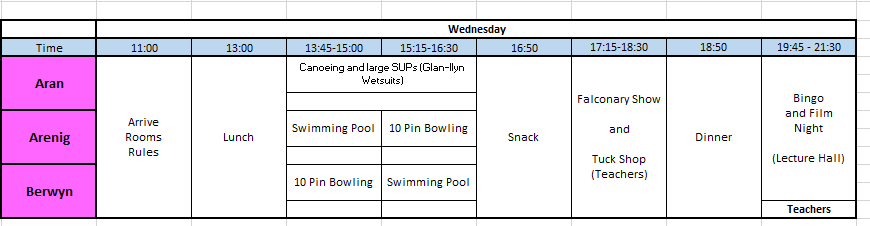 Wednesday
Time 11:00 13:00 13:45-15:00 15:15-16:30 16:50 17:15-18:30 18:50 19:45 - 21:30
Aran
Arenig
Berwyn
Arrive
Rooms
Rules
Lunch
Canoeing and large SUPs (Glan-llyn
Wetsuits)
Swimming Pool 10 Pin Bowling
10 Pin Bowling Swimming Pool
Snack
Falconary Show
and
Tuck Shop
(Teachers)
Dinner
Bingo
and Film
Night
(Lecture Hall)
Teachers